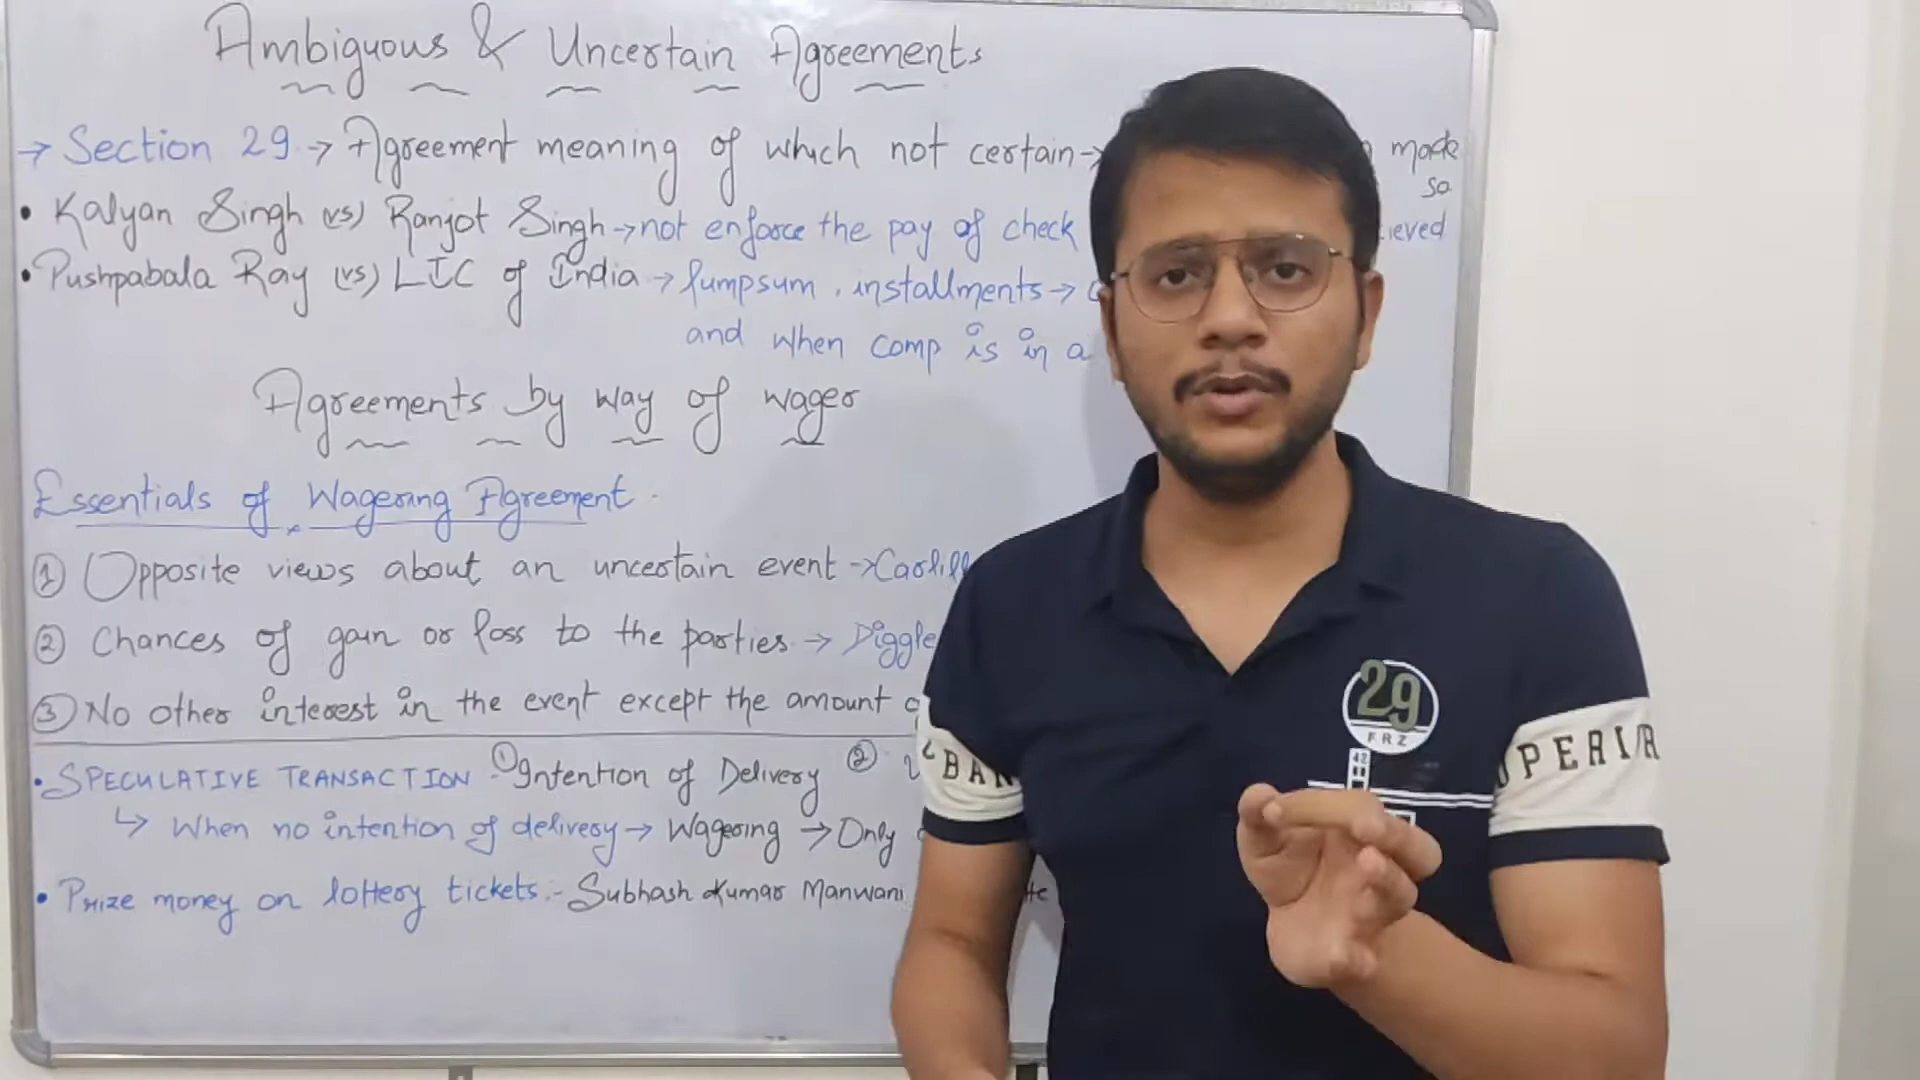 Ambiguous & Uncertain Agreements
→ Section 29 → Agreement meaning of which not certain→ made
so
• Kalyan Singh (vs) Ranjot Singh→not enforce the pay of check
• Pushpabala Ray (vs) LIC of India → lumpsum, installments→
and when comp is in a
Agreements by way of wager
Essentials of Wagering Agreement
① Opposite views about an uncertain event →Carlill
② Chances of gain or loss to the parties → Diggle
③ No other interest in the event except the amount
• SPECULATIVE TRANSACTION - ①Intention of Delivery ②
↳ When no intention of delivery→ Wagering → Only
• Prize money on lottery tickets:- Subhash Kumar Manwani
29
FRZ
42
BAN
PERI/R